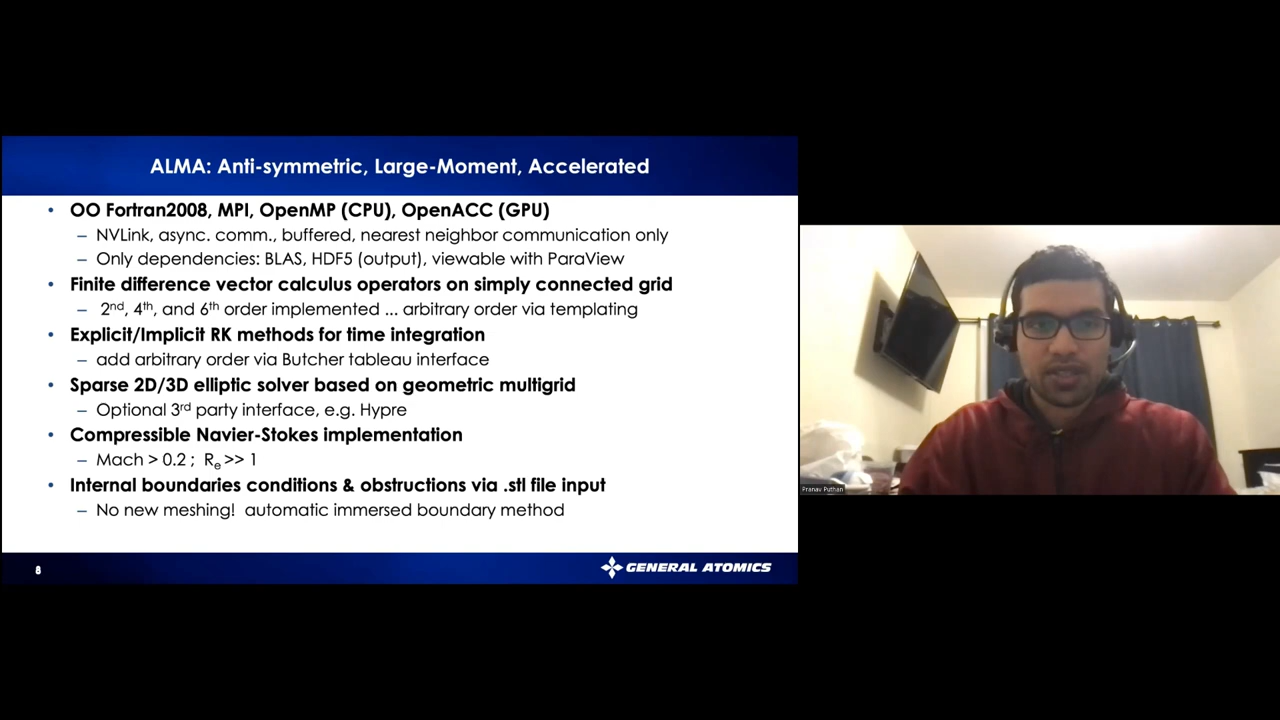 ALMA: Anti-symmetric, Large-Moment, Accelerated
• OO Fortran2008, MPI, OpenMP (CPU), OpenACC (GPU)
– NVLink, async. comm., buffered, nearest neighbor communication only
– Only dependencies: BLAS, HDF5 (output), viewable with ParaView
• Finite difference vector calculus operators on simply connected grid
– 2nd, 4th, and 6th order implemented ... arbitrary order via templating
• Explicit/Implicit RK methods for time integration
– add arbitrary order via Butcher tableau interface
• Sparse 2D/3D elliptic solver based on geometric multigrid
– Optional 3rd party interface, e.g. Hypre
• Compressible Navier-Stokes implementation
– Mach > 0.2 ; Re >> 1
• Internal boundaries conditions & obstructions via .stl file input
– No new meshing! automatic immersed boundary method
8
GENERAL ATOMICS
Pranav Puthan